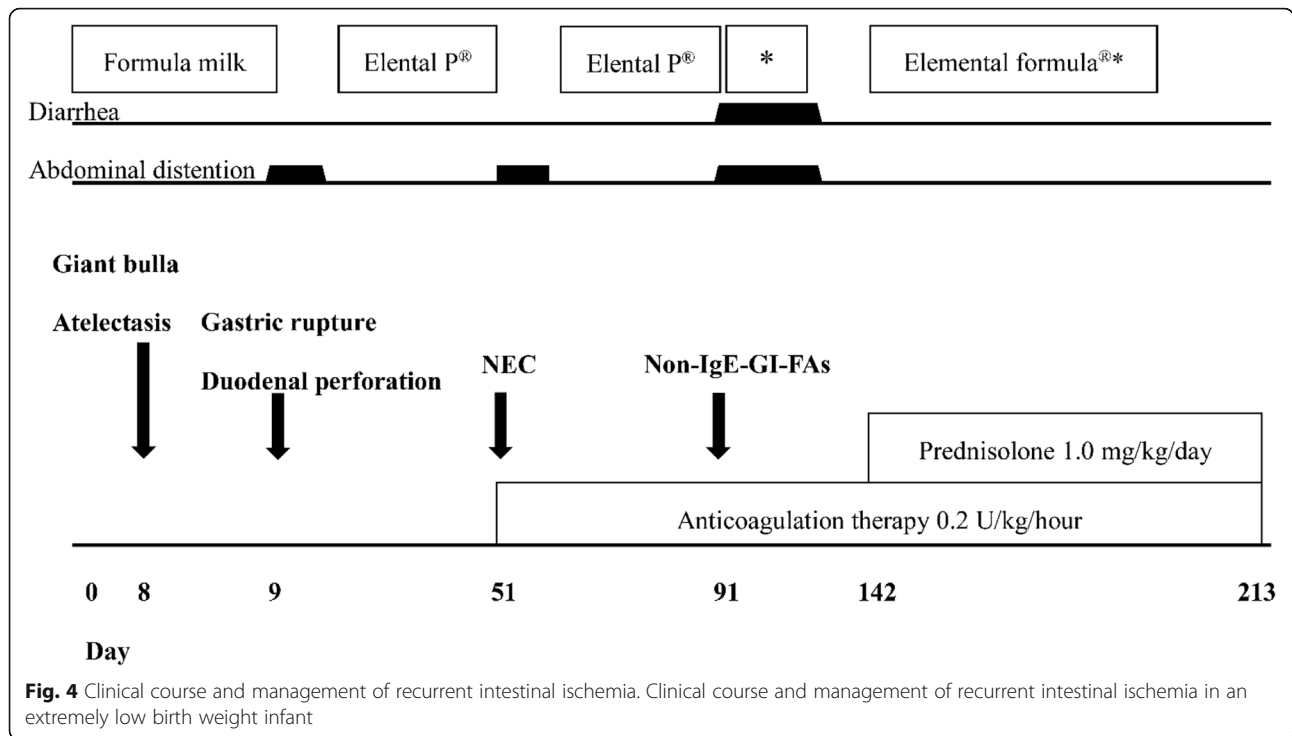 Formula milk
Elental P®
Elental P®
*
Elemental formula®*
Diarrhea
Abdominal distention
Giant bulla
Atelectasis
Gastric rupture
Duodenal perforation
NEC
Non-IgE-GI-FAs
Prednisolone 1.0 mg/kg/day
Anticoagulation therapy 0.2 U/kg/hour
0 8 9 51 91 142 213
Day
Fig. 4 Clinical course and management of recurrent intestinal ischemia. Clinical course and management of recurrent intestinal ischemia in an
extremely low birth weight infant